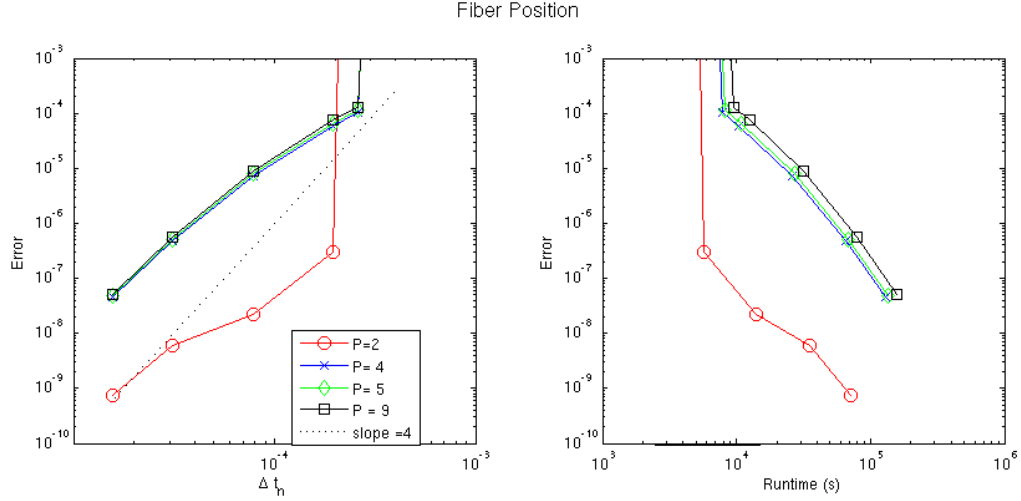 Fiber Position
10^-3
10^-4
10^-5
10^-6
10^-7
10^-8
10^-9
10^-10
Error
10^-4
10^-3
Δ t_n
P=2
P= 4
P= 5
P = 9
slope =4
10^-3
10^-4
10^-5
10^-6
10^-7
10^-8
10^-9
10^-10
Error
10^3
10^4
10^5
10^6
Runtime (s)